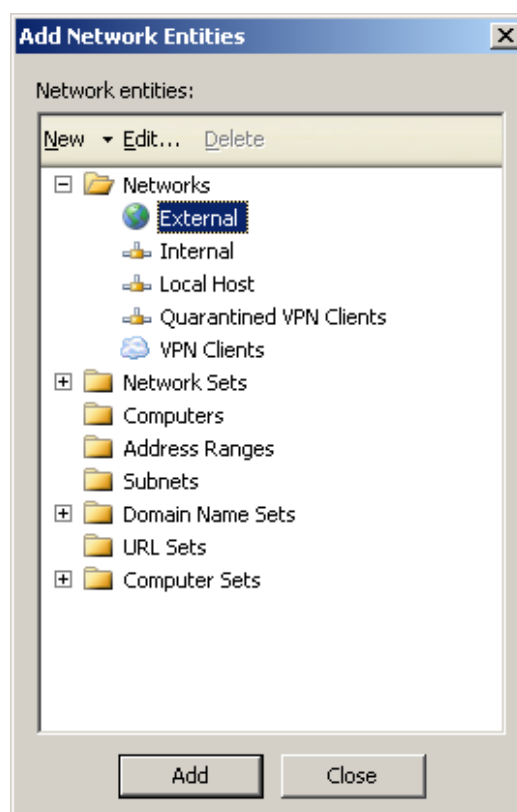 Add Network Entities
Network entities:
New Edit... Delete
Networks
External
Internal
Local Host
Quarantined VPN Clients
VPN Clients
Network Sets
Computers
Address Ranges
Subnets
Domain Name Sets
URL Sets
Computer Sets
Add Close